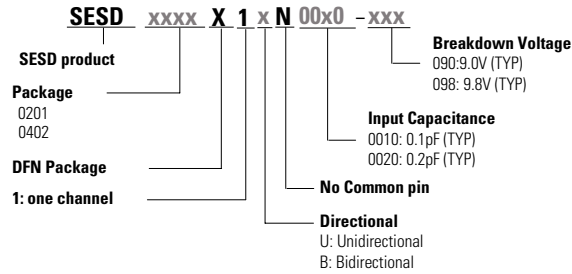 SESD xxxx X 1 x N 00x0 - xxx
SESD product
Package
0201
0402
DFN Package
1: one channel
Breakdown Voltage
090:9.0V (TYP)
098: 9.8V (TYP)
Input Capacitance
0010: 0.1pF (TYP)
0020: 0.2pF (TYP)
No Common pin
Directional
U: Unidirectional
B: Bidirectional